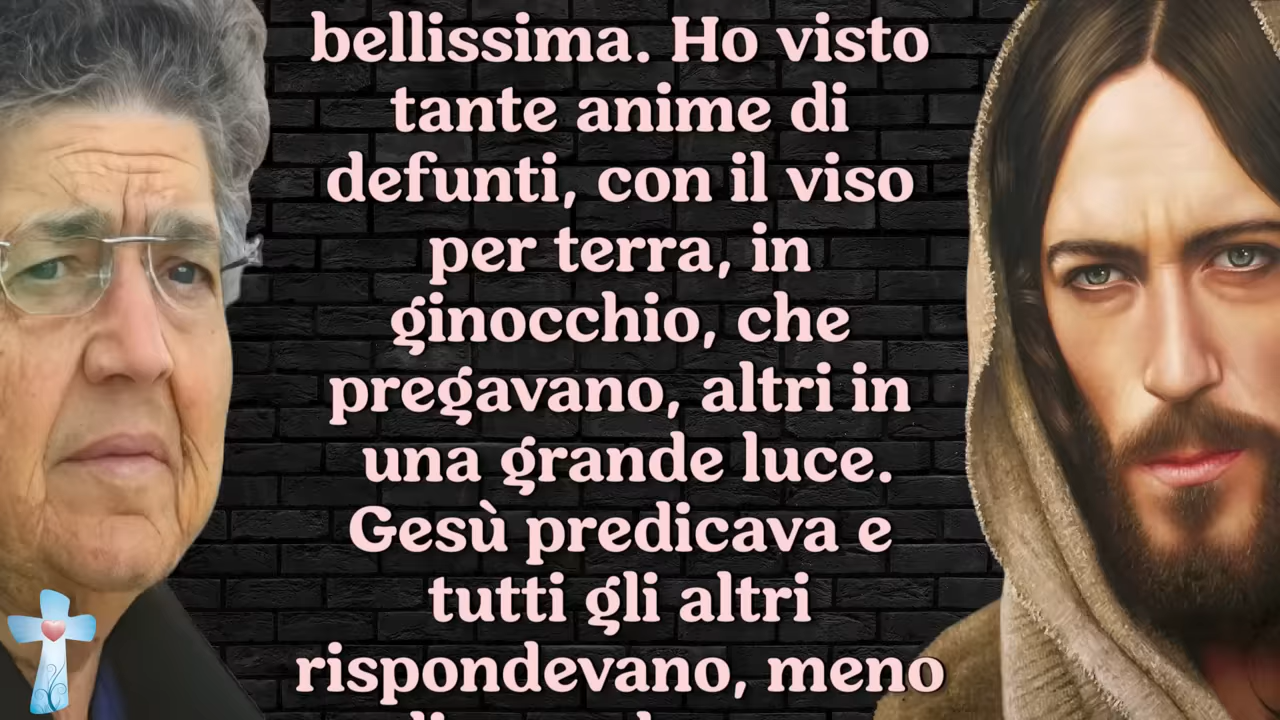 bellissima. Ho visto
tante anime di
defunti, con il viso
per terra, in
ginocchio, che
pregavano, altri in
una grande luce.
Gesù predicava e
tutti gli altri
rispondevano, meno